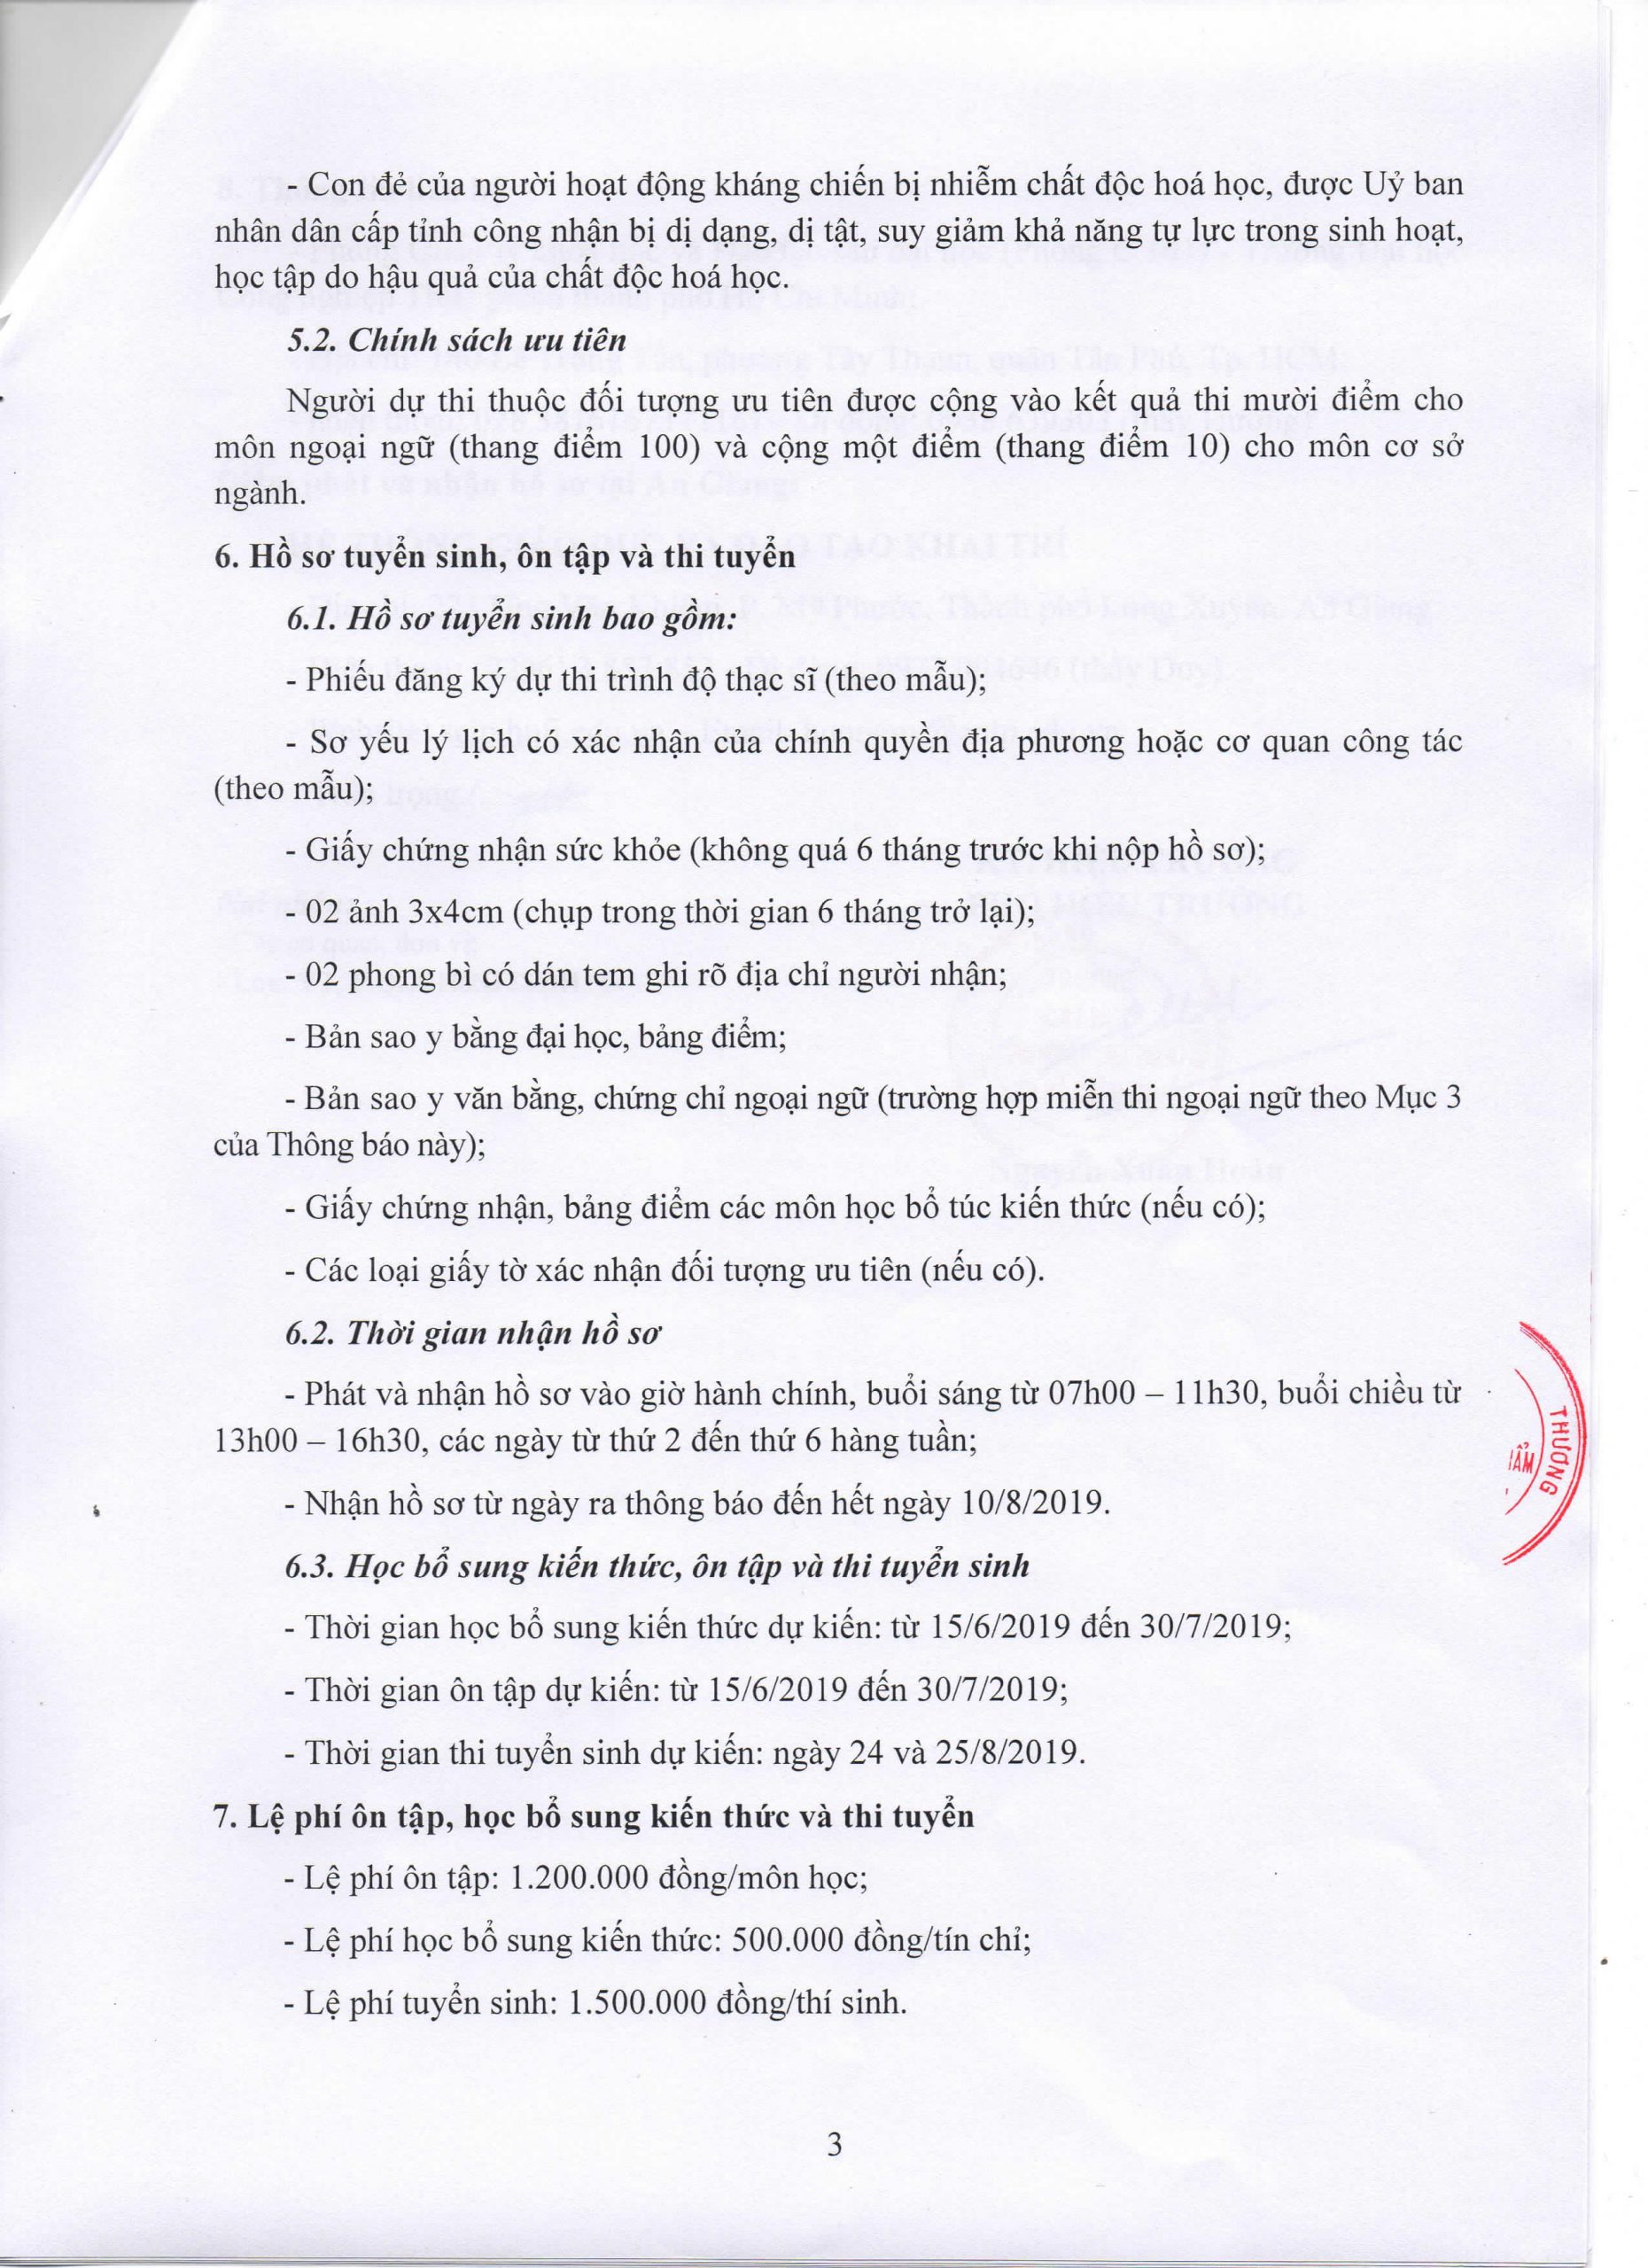 - Con đẻ của người hoạt động kháng chiến bị nhiễm chất độc hoá học, được Uỷ ban
nhân dân cấp tỉnh công nhận bị dị dạng, dị tật, suy giảm khả năng tự lực trong sinh hoạt,
học tập do hậu quả của chất độc hoá học.
5.2. Chính sách ưu tiên
Người dự thi thuộc đối tượng ưu tiên được cộng vào kết quả thi mười điểm cho
môn ngoại ngữ (thang điểm 100) và cộng một điểm (thang điểm 10) cho môn cơ sở
ngành.
6. Hồ sơ tuyển sinh, ôn tập và thi tuyển
6.1. Hồ sơ tuyển sinh bao gồm:
- Phiếu đăng ký dự thi trình độ thạc sĩ (theo mẫu);
- Sơ yếu lý lịch có xác nhận của chính quyền địa phương hoặc cơ quan công tác
(theo mẫu);
- Giấy chứng nhận sức khỏe (không quá 6 tháng trước khi nộp hồ sơ);
- 02 ảnh 3x4cm (chụp trong thời gian 6 tháng trở lại);
- 02 phong bì có dán tem ghi rõ địa chỉ người nhận;
- Bản sao y bằng đại học, bảng điểm;
- Bản sao y văn bằng, chứng chỉ ngoại ngữ (trường hợp miễn thi ngoại ngữ theo Mục 3
của Thông báo này);
- Giấy chứng nhận, bảng điểm các môn học bổ túc kiến thức (nếu có);
- Các loại giấy tờ xác nhận đối tượng ưu tiên (nếu có).
6.2. Thời gian nhận hồ sơ
- Phát và nhận hồ sơ vào giờ hành chính, buổi sáng từ 07h00 – 11h30, buổi chiều từ
13h00 – 16h30, các ngày từ thứ 2 đến thứ 6 hàng tuần;
THƯƠNG
- Nhận hồ sơ từ ngày ra thông báo đến hết ngày 10/8/2019.
6.3. Học bổ sung kiến thức, ôn tập và thi tuyển sinh
- Thời gian học bổ sung kiến thức dự kiến: từ 15/6/2019 đến 30/7/2019;
- Thời gian ôn tập dự kiến: từ 15/6/2019 đến 30/7/2019;
- Thời gian thi tuyển sinh dự kiến: ngày 24 và 25/8/2019.
7. Lệ phí ôn tập, học bổ sung kiến thức và thi tuyển
- Lệ phí ôn tập: 1.200.000 đồng/môn học;
- Lệ phí học bổ sung kiến thức: 500.000 đồng/tín chỉ;
- Lệ phí tuyển sinh: 1.500.000 đồng/thí sinh.
3